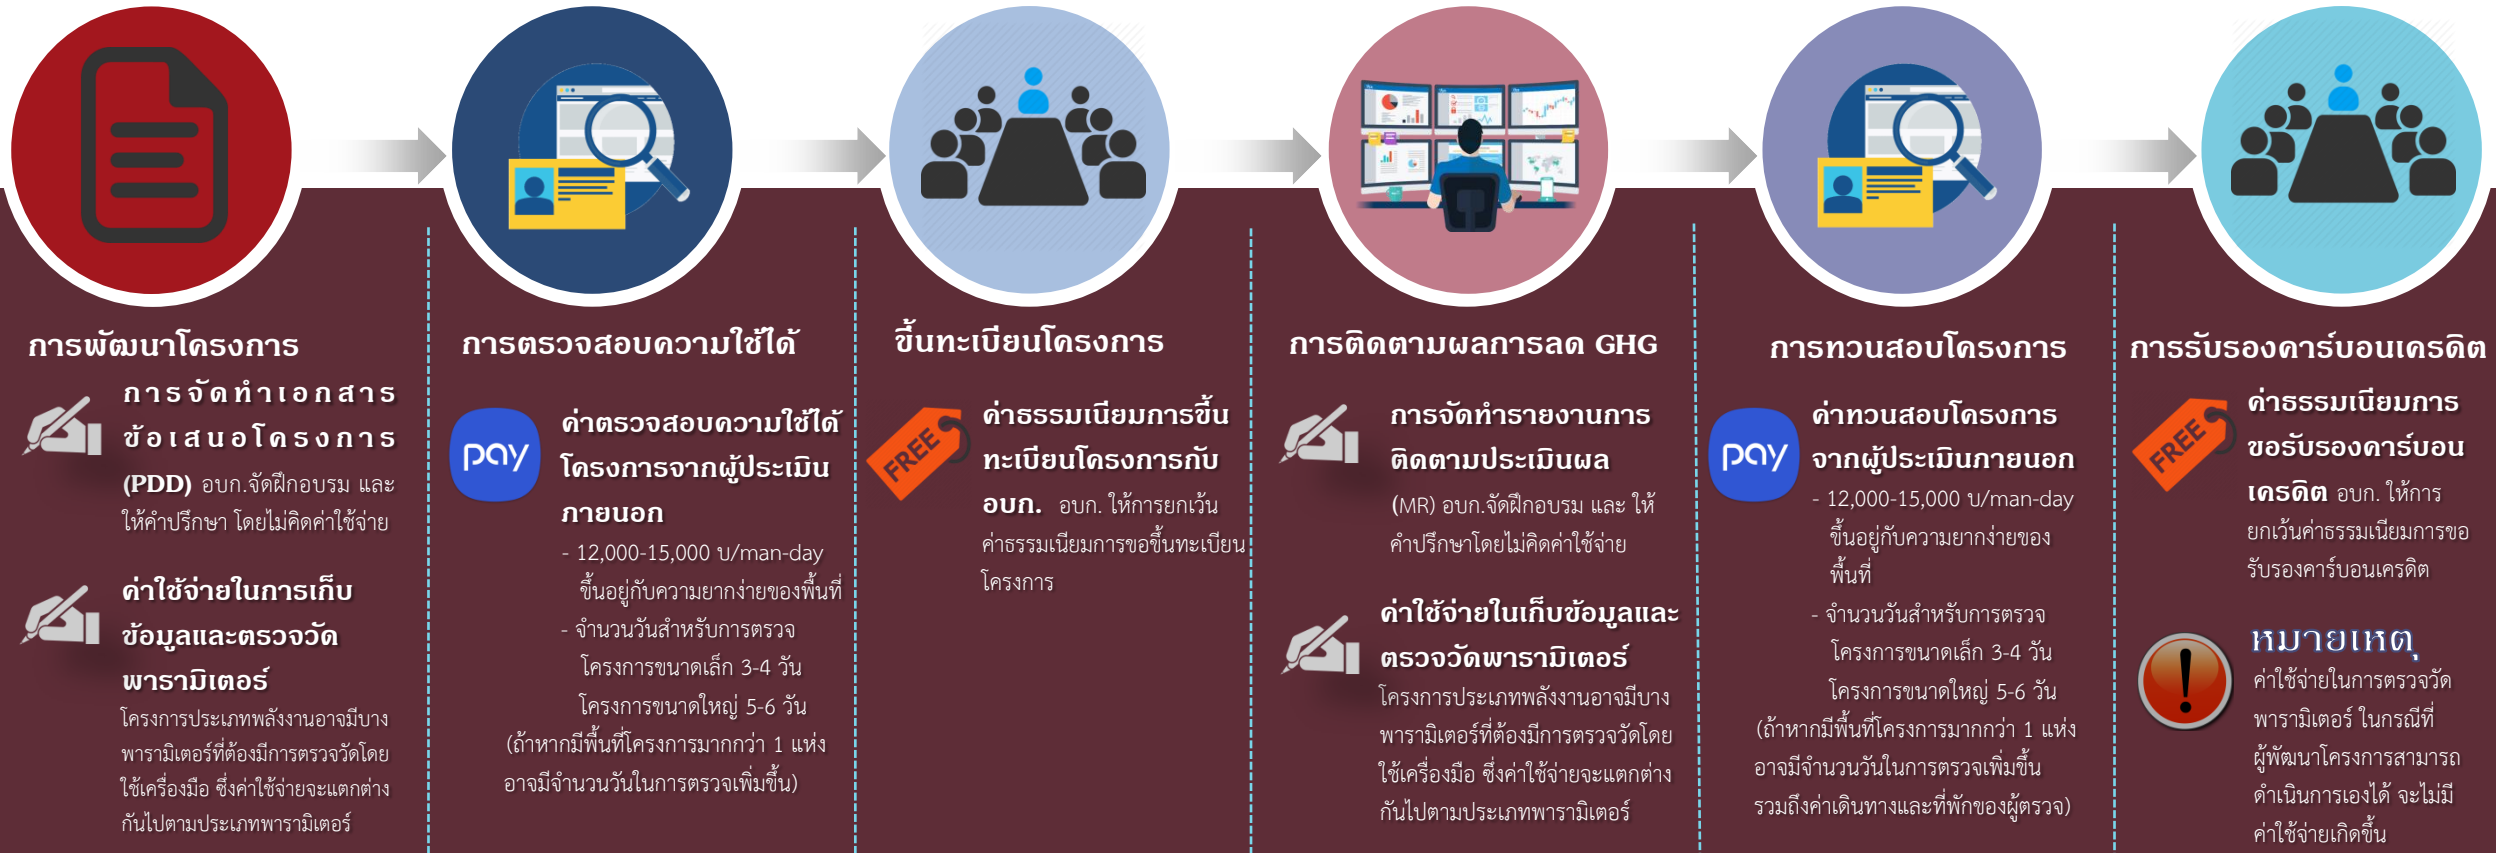 การพัฒนาโครงการ
การจัดทำเอกสาร
ข้อเสนอโครงการ
(PDD) อบก.จัดฝึกอบรม และ
ให้คำปรึกษา โดยไม่คิดค่าใช้จ่าย
ค่าใช้จ่ายในการเก็บ
ข้อมูลและตรวจวัด
พารามิเตอร์
โครงการประเภทพลังงานอาจมีบาง
พารามิเตอร์ที่ต้องมีการตรวจวัดโดย
ใช้เครื่องมือ ซึ่งค่าใช้จ่ายจะแตกต่าง
กันไปตามประเภทพารามิเตอร์
การตรวจสอบความใช้ได้
pay
ค่าตรวจสอบความใช้ได้
โครงการจากผู้ประเมิน
ภายนอก
- 12,000-15,000 บ/man-day
ขึ้นอยู่กับความยากง่ายของพื้นที่
- จำนวนวันสำหรับการตรวจ
โครงการขนาดเล็ก 3-4 วัน
โครงการขนาดใหญ่ 5-6 วัน
(ถ้าหากมีพื้นที่โครงการมากกว่า 1 แห่ง
อาจมีจำนวนวันในการตรวจเพิ่มขึ้น)
ขึ้นทะเบียนโครงการ
FREE
ค่าธรรมเนียมการขึ้น
ทะเบียนโครงการกับ
อบก. อบก. ให้การยกเว้น
ค่าธรรมเนียมการขอขึ้นทะเบียน
โครงการ
การติดตามผลการลด GHG
การจัดทำรายงานการ
ติดตามประเมินผล
(MR) อบก.จัดฝึกอบรม และ ให้
คำปรึกษาโดยไม่คิดค่าใช้จ่าย
ค่าใช้จ่ายในเก็บข้อมูลและ
ตรวจวัดพารามิเตอร์
โครงการประเภทพลังงานอาจมีบาง
พารามิเตอร์ที่ต้องมีการตรวจวัดโดย
ใช้เครื่องมือ ซึ่งค่าใช้จ่ายจะแตกต่าง
กันไปตามประเภทพารามิเตอร์
การทวนสอบโครงการ
pay
ค่าทวนสอบโครงการ
จากผู้ประเมินภายนอก
- 12,000-15,000 บ/man-day
ขึ้นอยู่กับความยากง่ายของ
พื้นที่
- จำนวนวันสำหรับการตรวจ
โครงการขนาดเล็ก 3-4 วัน
โครงการขนาดใหญ่ 5-6 วัน
(ถ้าหากมีพื้นที่โครงการมากกว่า 1 แห่ง
อาจมีจำนวนวันในการตรวจเพิ่มขึ้น
รวมถึงค่าเดินทางและที่พักของผู้ตรวจ)
การรับรองคาร์บอนเครดิต
FREE
ค่าธรรมเนียมการ
ขอรับรองคาร์บอน
เครดิต อบก. ให้การ
ยกเว้นค่าธรรมเนียมการขอ
รับรองคาร์บอนเครดิต
หมายเหตุ
ค่าใช้จ่ายในการตรวจวัด
พารามิเตอร์ ในกรณีที่
ผู้พัฒนาโครงการสามารถ
ดำเนินการเองได้ จะไม่มี
ค่าใช้จ่ายเกิดขึ้น